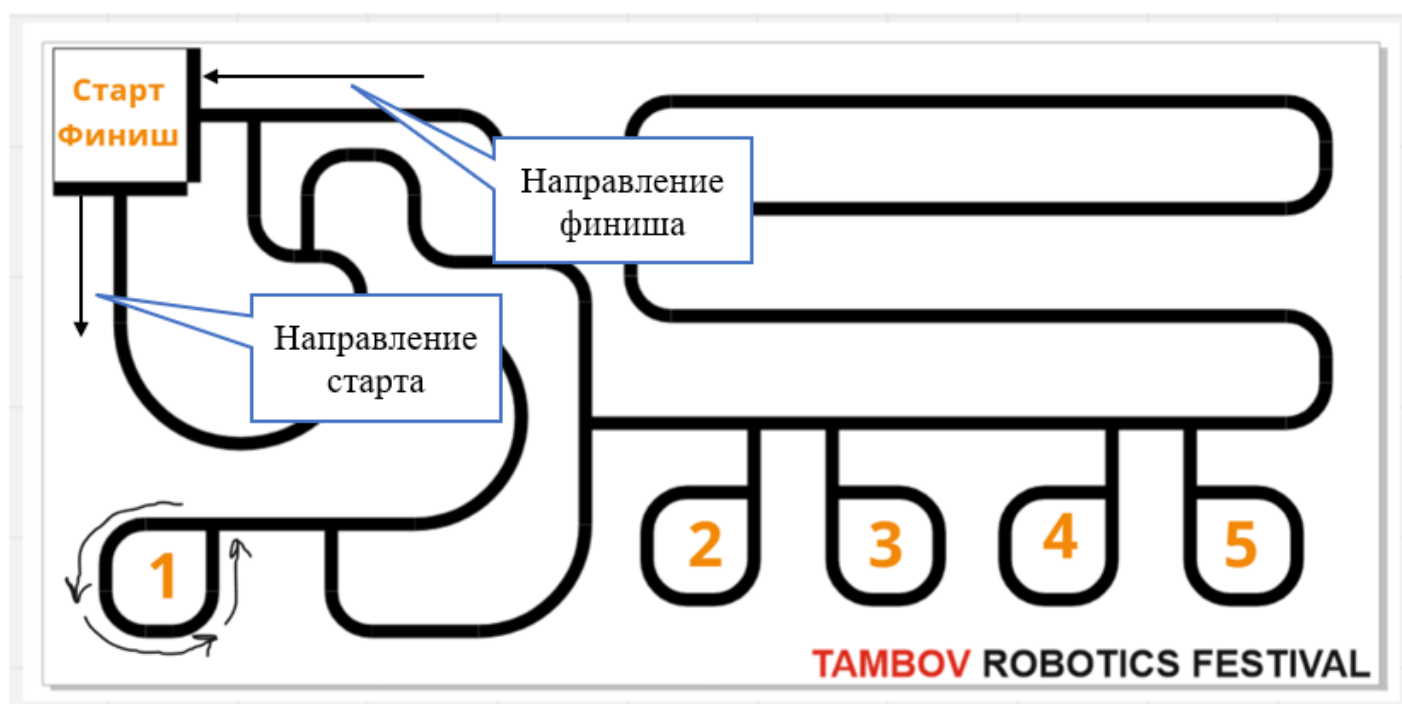 Старт
Финиш
Направление
финиша
Направление
старта
1
2
3
4
5
TAMBOV ROBOTICS FESTIVAL